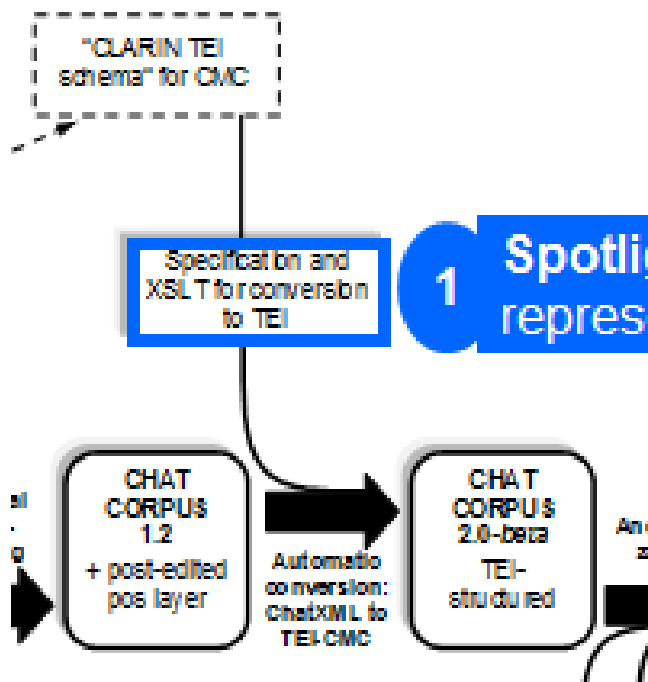 "CLARIN TEI
schema" for CMC
Specification and
XSLT for conversion
to TEI
1
Spotlig
repres
CHAT
CORPUS
1.2
+ post-edited
pos layer
Automatic
conversion:
ChatXML to
TEI-CMC
CHAT
CORPUS
2.0-beta
TEI-
structured